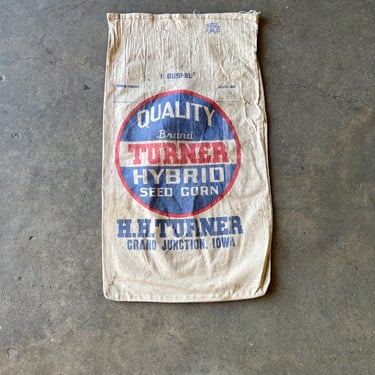 1 BUSHEL
QUALITY
Brand
TURNER
HYBRID
SEED CORN
H.H.TURNER
GRAND JUNCTION, IOWA